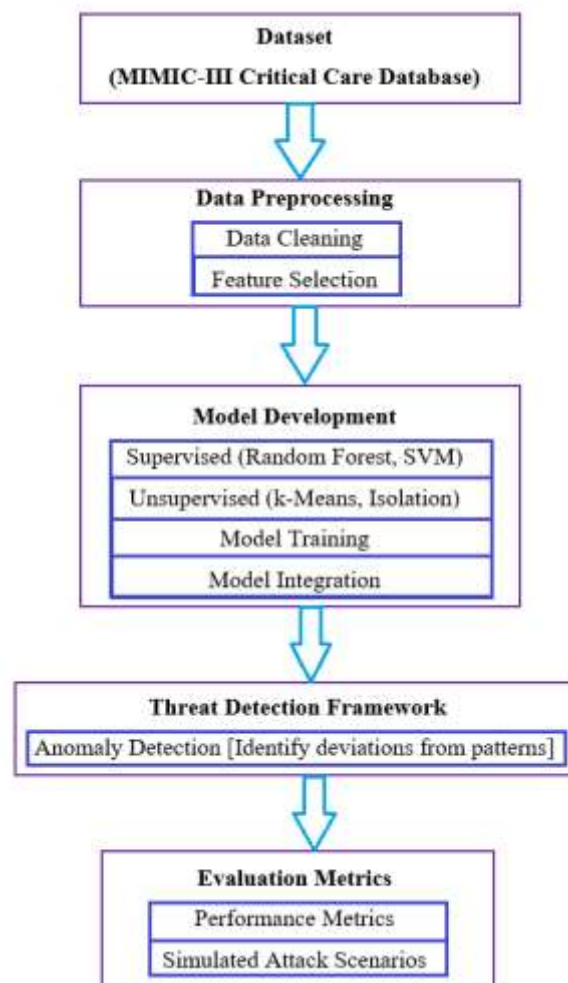 Dataset
(MIMIC-III Critical Care Database)
Data Preprocessing
Data Cleaning
Feature Selection
Model Development
Supervised (Random Forest, SVM)
Unsupervised (k-Means, Isolation)
Model Training
Model Integration
Threat Detection Framework
Anomaly Detection [Identify deviations from patterns]
Evaluation Metrics
Performance Metrics
Simulated Attack Scenarios